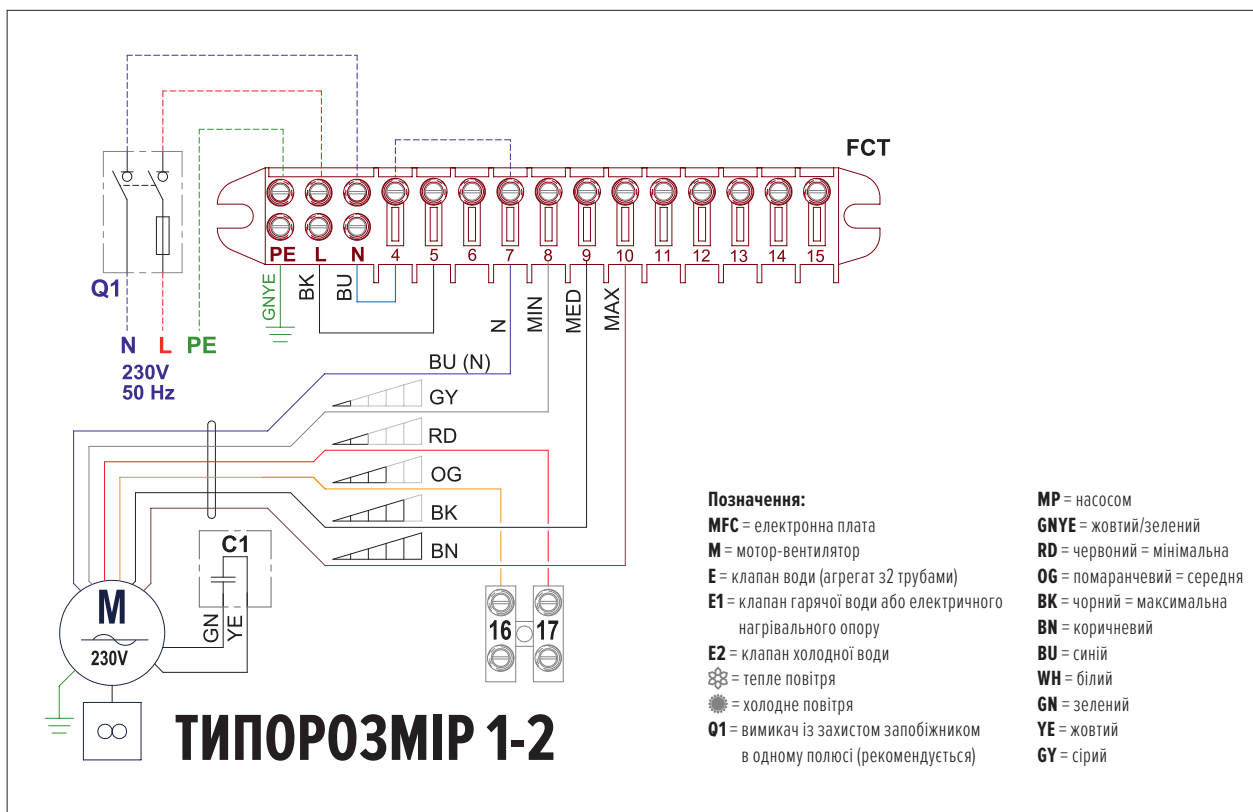 FCT
PE L N 4 5 6 7 8 9 10 11 12 13 14 15
Q1
GNYE
BK
BU
N
MIN
MED
MAX
N L PE
230V
50 Hz
BU (N)
GY
RD
OG
BK
BN
C1
GN
YE
M
230V
16 17
ТИПОРОЗМІР 1-2
Позначення:
MFC = електронна плата
M = мотор-вентилятор
E = клапан води (агрегат з2 трубами)
E1 = клапан гарячої води або електричного
нагрівального опору
E2 = клапан холодної води
= тепле повітря
= холодне повітря
Q1 = вимикач із захистом запобіжником
в одному полюсі (рекомендується)
MP = насосом
GNYE = жовтий/зелений
RD = червоний = мінімальна
OG = помаранчевий = середня
BK = чорний = максимальна
BN = коричневий
BU = синій
WH = білий
GN = зелений
YE = жовтий
GY = сірий